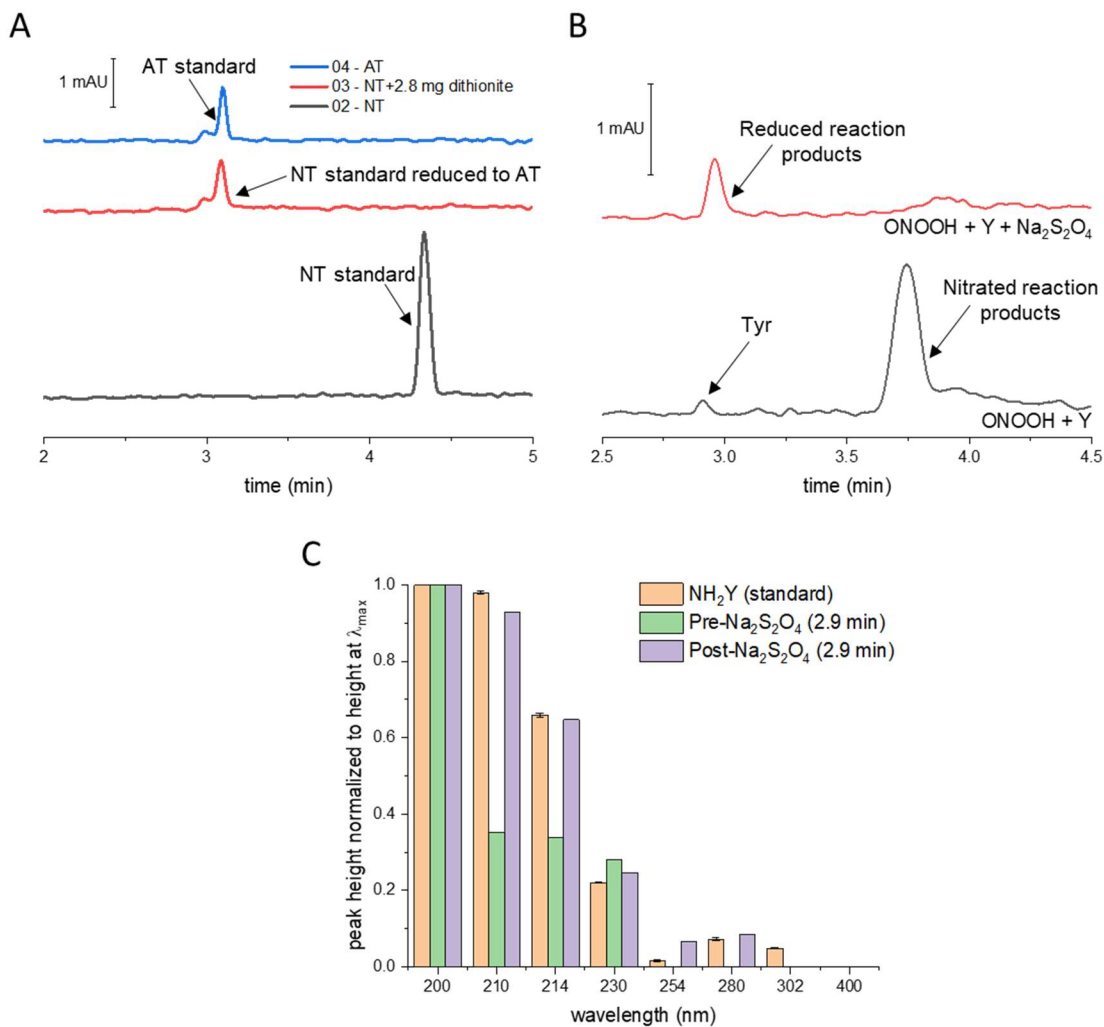 A
1 mAU
AT standard
04 - AT
03 - NT+2.8 mg dithionite
02 - NT
NT standard reduced to AT
NT standard
2 3 4 5
time (min)
B
1 mAU
Reduced reaction
products
ONOOH + Y + Na₂S₂O₄
Nitrated reaction
products
Tyr
ONOOH + Y
2.5 3.0 3.5 4.0 4.5
time (min)
C
peak height normalized to height at λmax
1.0
0.8
0.6
0.4
0.2
0.0
NH₂Y (standard)
Pre-Na₂S₂O₄ (2.9 min)
Post-Na₂S₂O₄ (2.9 min)
200 210 214 230 254 280 302 400
wavelength (nm)